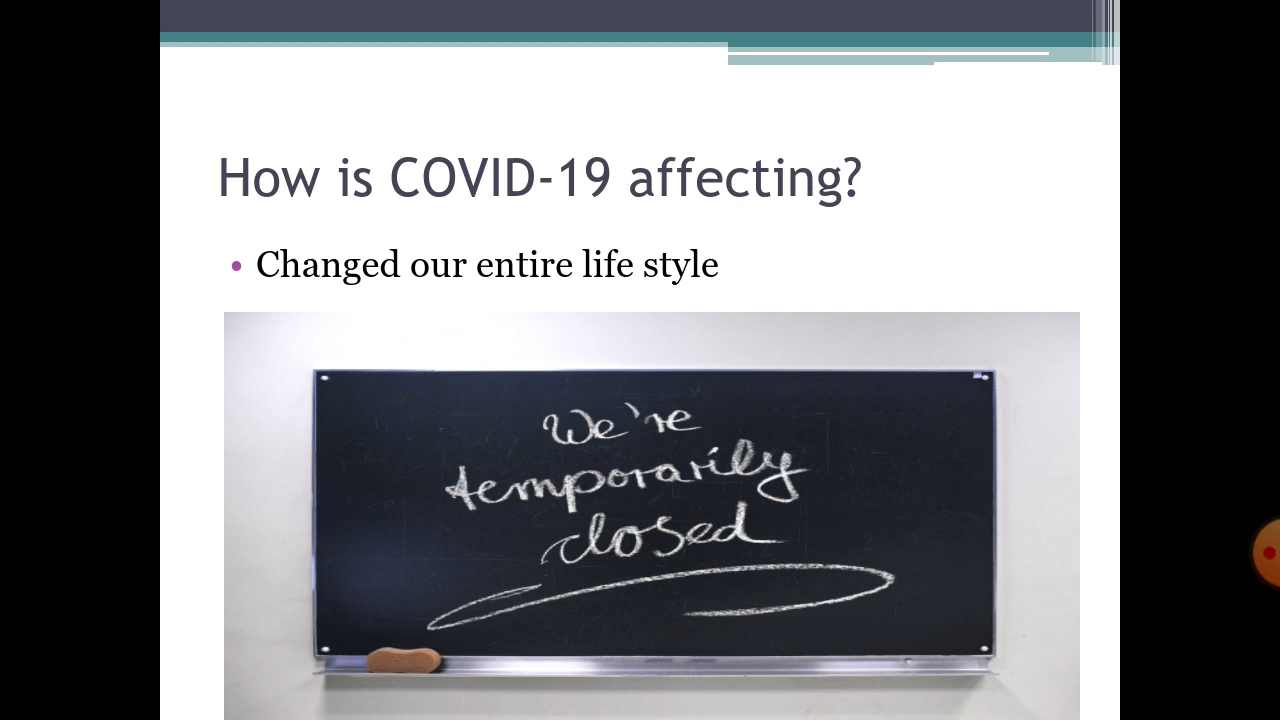 How is COVID-19 affecting?
• Changed our entire life style
We're
temporarily
closed